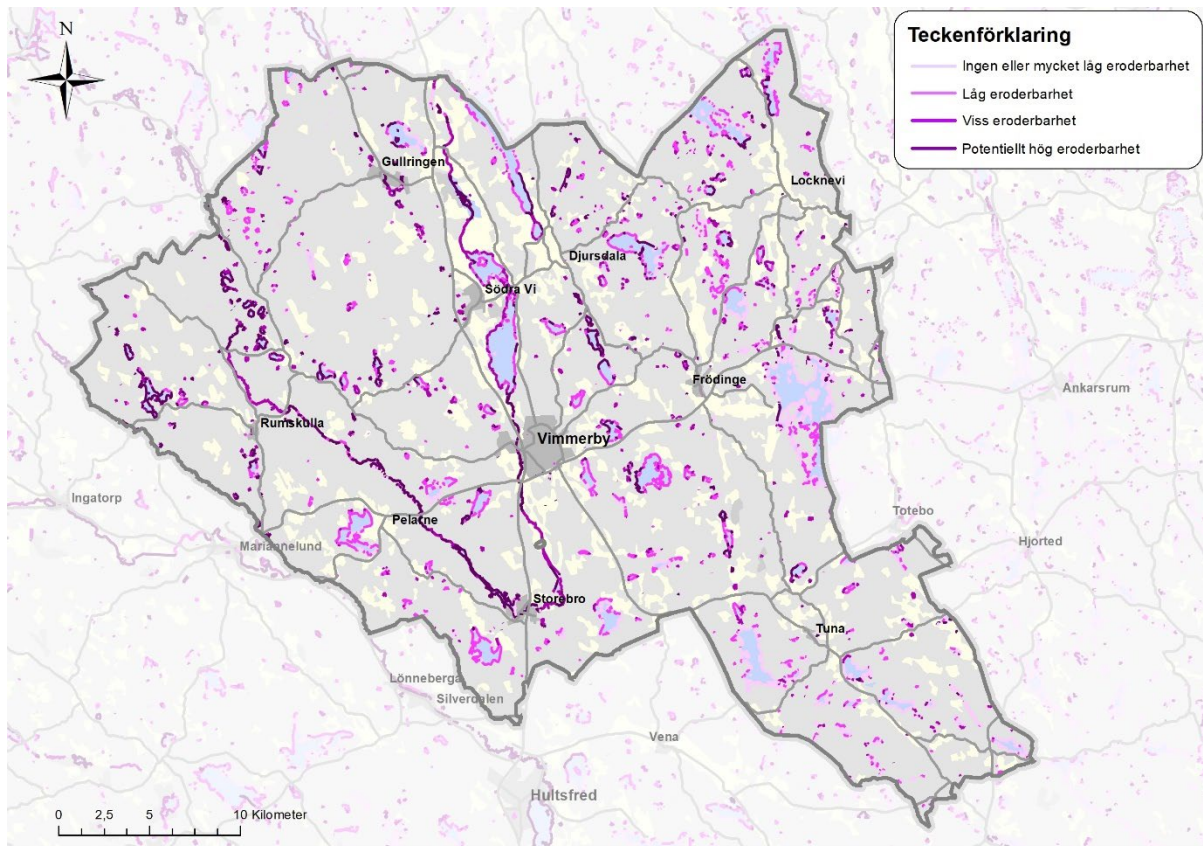 N
Teckenförklaring
Ingen eller mycket låg eroderbarhet
Låg eroderbarhet
Viss eroderbarhet
Potentiellt hög eroderbarhet
Gullringen
Locknevi
Djursdala
Södra Vi
Frödinge
Ankarsrum
Rumskulla
Vimmerby
Ingatorp
Pelarne
Totebo
Mariannelund
Hjorted
Storebro
Tuna
Lönneberga
Silverdalen
Vena
Hultsfred
0 2,5 5 10 Kilometer